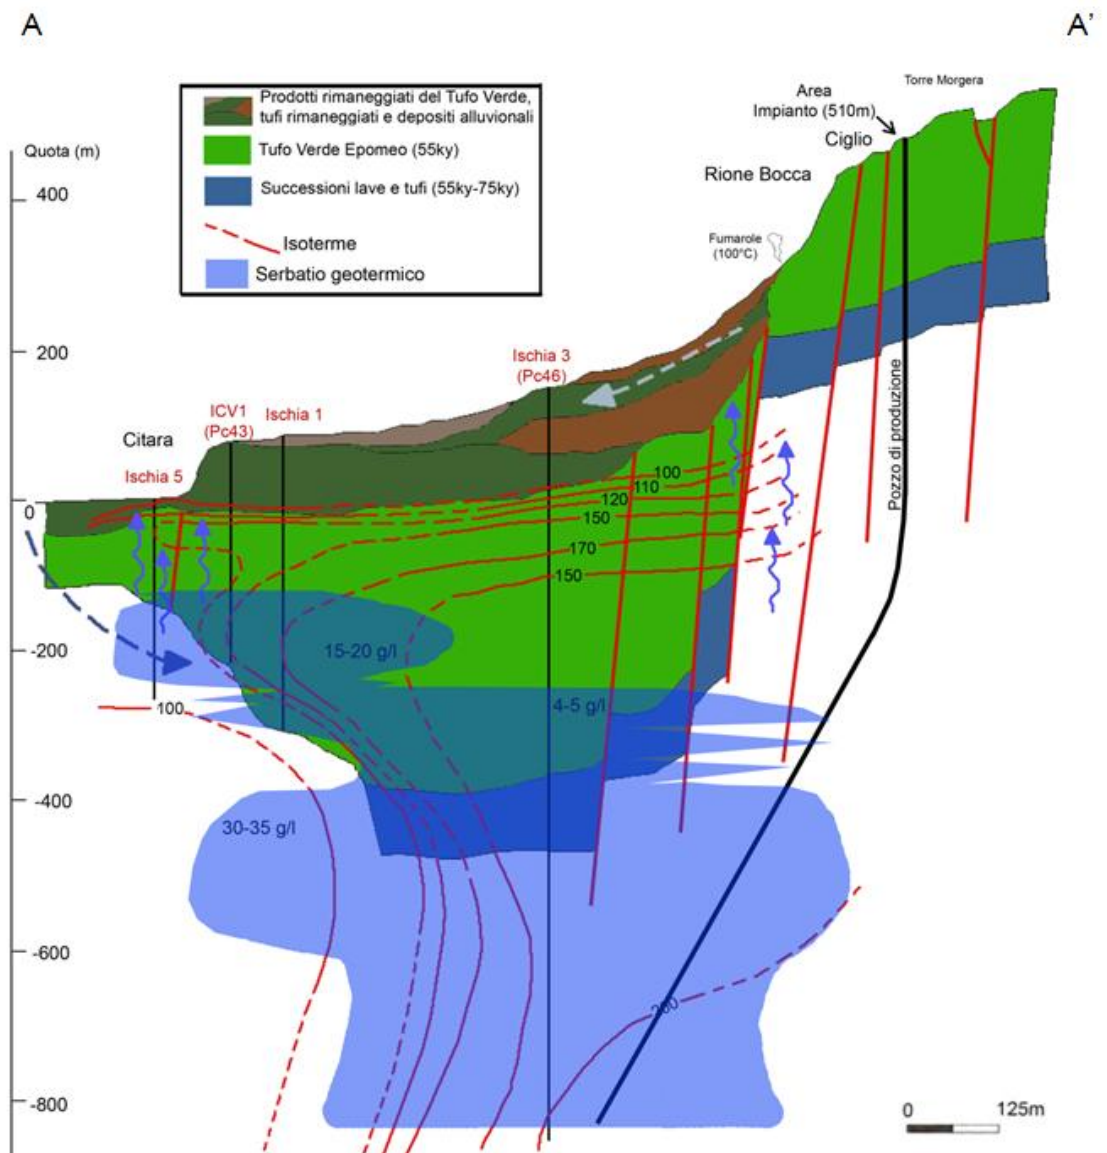 A
A'
Torre Morgera
Area
Impianto (510m)
Ciglio
Rione Bocca
Fumarole
(100°C)
Prodotti rimaneggiati del Tufo Verde,
tufi rimaneggiati e depositi alluvionali
Tufo Verde Epomeo (55ky)
Successioni lave e tufi (55ky-75ky)
Isoterme
Serbatio geotermico
Quota (m)
400
200
0
-200
-400
-600
-800
Ischia 3
(Pc46)
ICV1
(Pc43)
Ischia 1
Citara
Ischia 5
Pozzo di produzione
100
110
120
150
170
150
15-20 g/l
4-5 g/l
100
30-35 g/l
200
0
125m